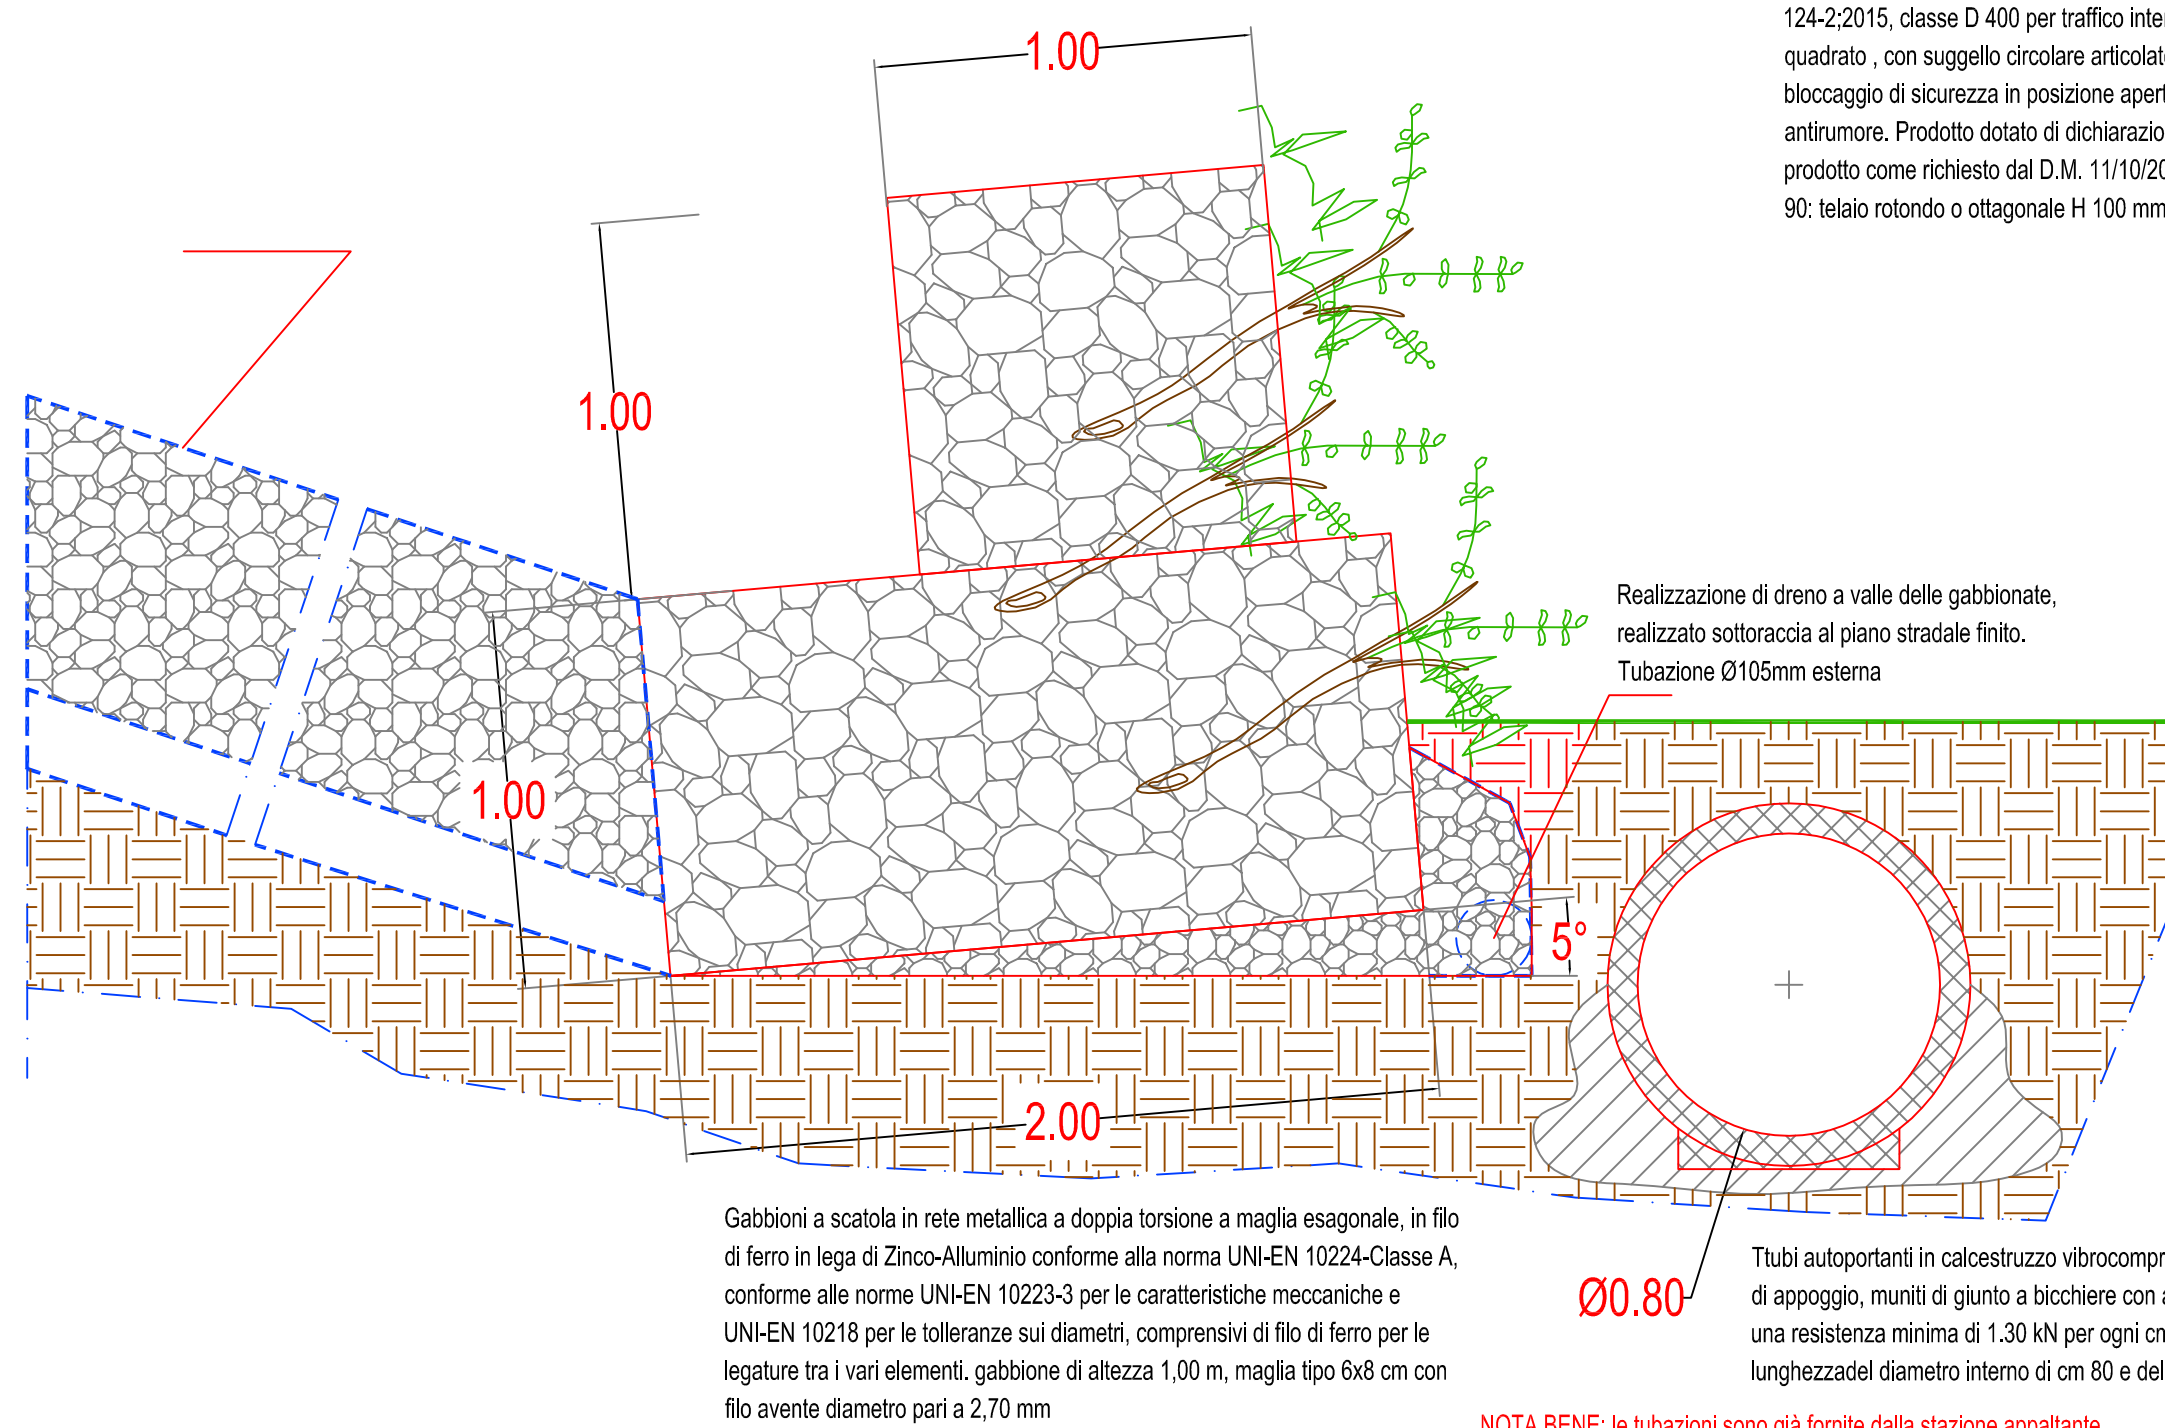 1.00
124-2;2015, classe D 400 per traffico
quadrato , con suggello circolare
bloccaggio di sicurezza in posizione
antirumore. Prodotto dotato di
prodotto come richiesto dal D.M.
90: telaio rotondo o ottagonale H 100 mm
1.00
Realizzazione di dreno a valle delle gabbionate,
realizzato sottoraccia al piano stradale finito.
Tubazione Ø105mm esterna
1.00
5°
2.00
Gabbioni a scatola in rete metallica a doppia torsione a maglia esagonale, in filo
di ferro in lega di Zinco-Alluminio conforme alla norma UNI-EN 10224-Classe A,
conforme alle norme UNI-EN 10223-3 per le caratteristiche meccaniche e
UNI-EN 10218 per le tolleranze sui diametri, comprensivi di filo di ferro per le
legature tra i vari elementi. gabbione di altezza 1,00 m, maglia tipo 6x8 cm con
filo avente diametro pari a 2,70 mm
Ø0.80
Ttubi autoportanti in calcestruzzo
di appoggio, muniti di giunto a bicchiere con
una resistenza minima di 1.30 kN per ogni cm
lunghezzadel diametro interno di cm 80 e del
NOTA BENE: le tubazioni sono già fornite dalla stazione appaltante